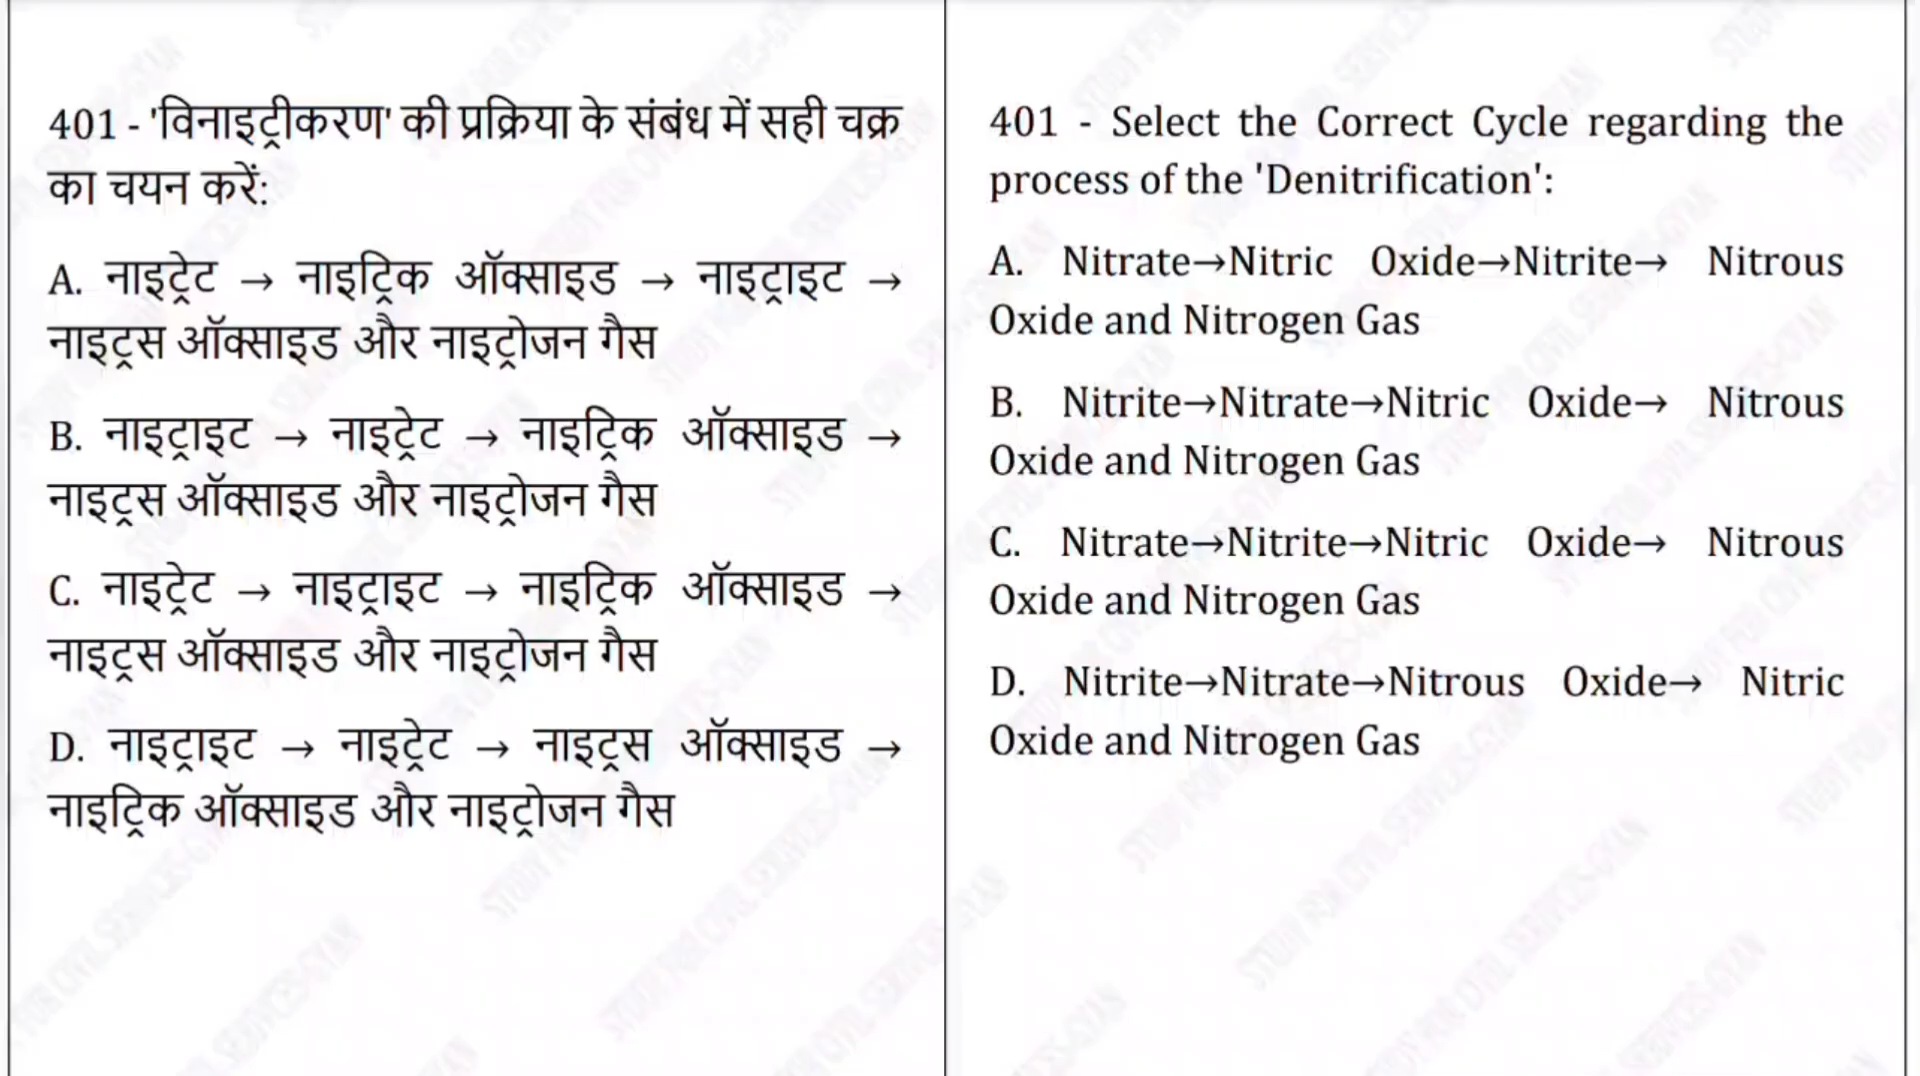 401 - 'विनाइट्रीकरण' की प्रक्रिया के संबंध में सही चक्र
का चयन करें:
A. नाइट्रेट → नाइट्रिक ऑक्साइड → नाइट्राइट →
नाइट्रस ऑक्साइड और नाइट्रोजन गैस
B. नाइट्राइट → नाइट्रेट → नाइट्रिक ऑक्साइड →
नाइट्रस ऑक्साइड और नाइट्रोजन गैस
C. नाइट्रेट → नाइट्राइट → नाइट्रिक ऑक्साइड →
नाइट्रस ऑक्साइड और नाइट्रोजन गैस
D. नाइट्राइट → नाइट्रेट → नाइट्रस ऑक्साइड →
नाइट्रिक ऑक्साइड और नाइट्रोजन गैस
401 - Select the Correct Cycle regarding the
process of the 'Denitrification':
A. Nitrate→Nitric Oxide→Nitrite→ Nitrous
Oxide and Nitrogen Gas
B. Nitrite→Nitrate→Nitric Oxide→ Nitrous
Oxide and Nitrogen Gas
C. Nitrate→Nitrite→Nitric Oxide→ Nitrous
Oxide and Nitrogen Gas
D. Nitrite→Nitrate→Nitrous Oxide→ Nitric
Oxide and Nitrogen Gas